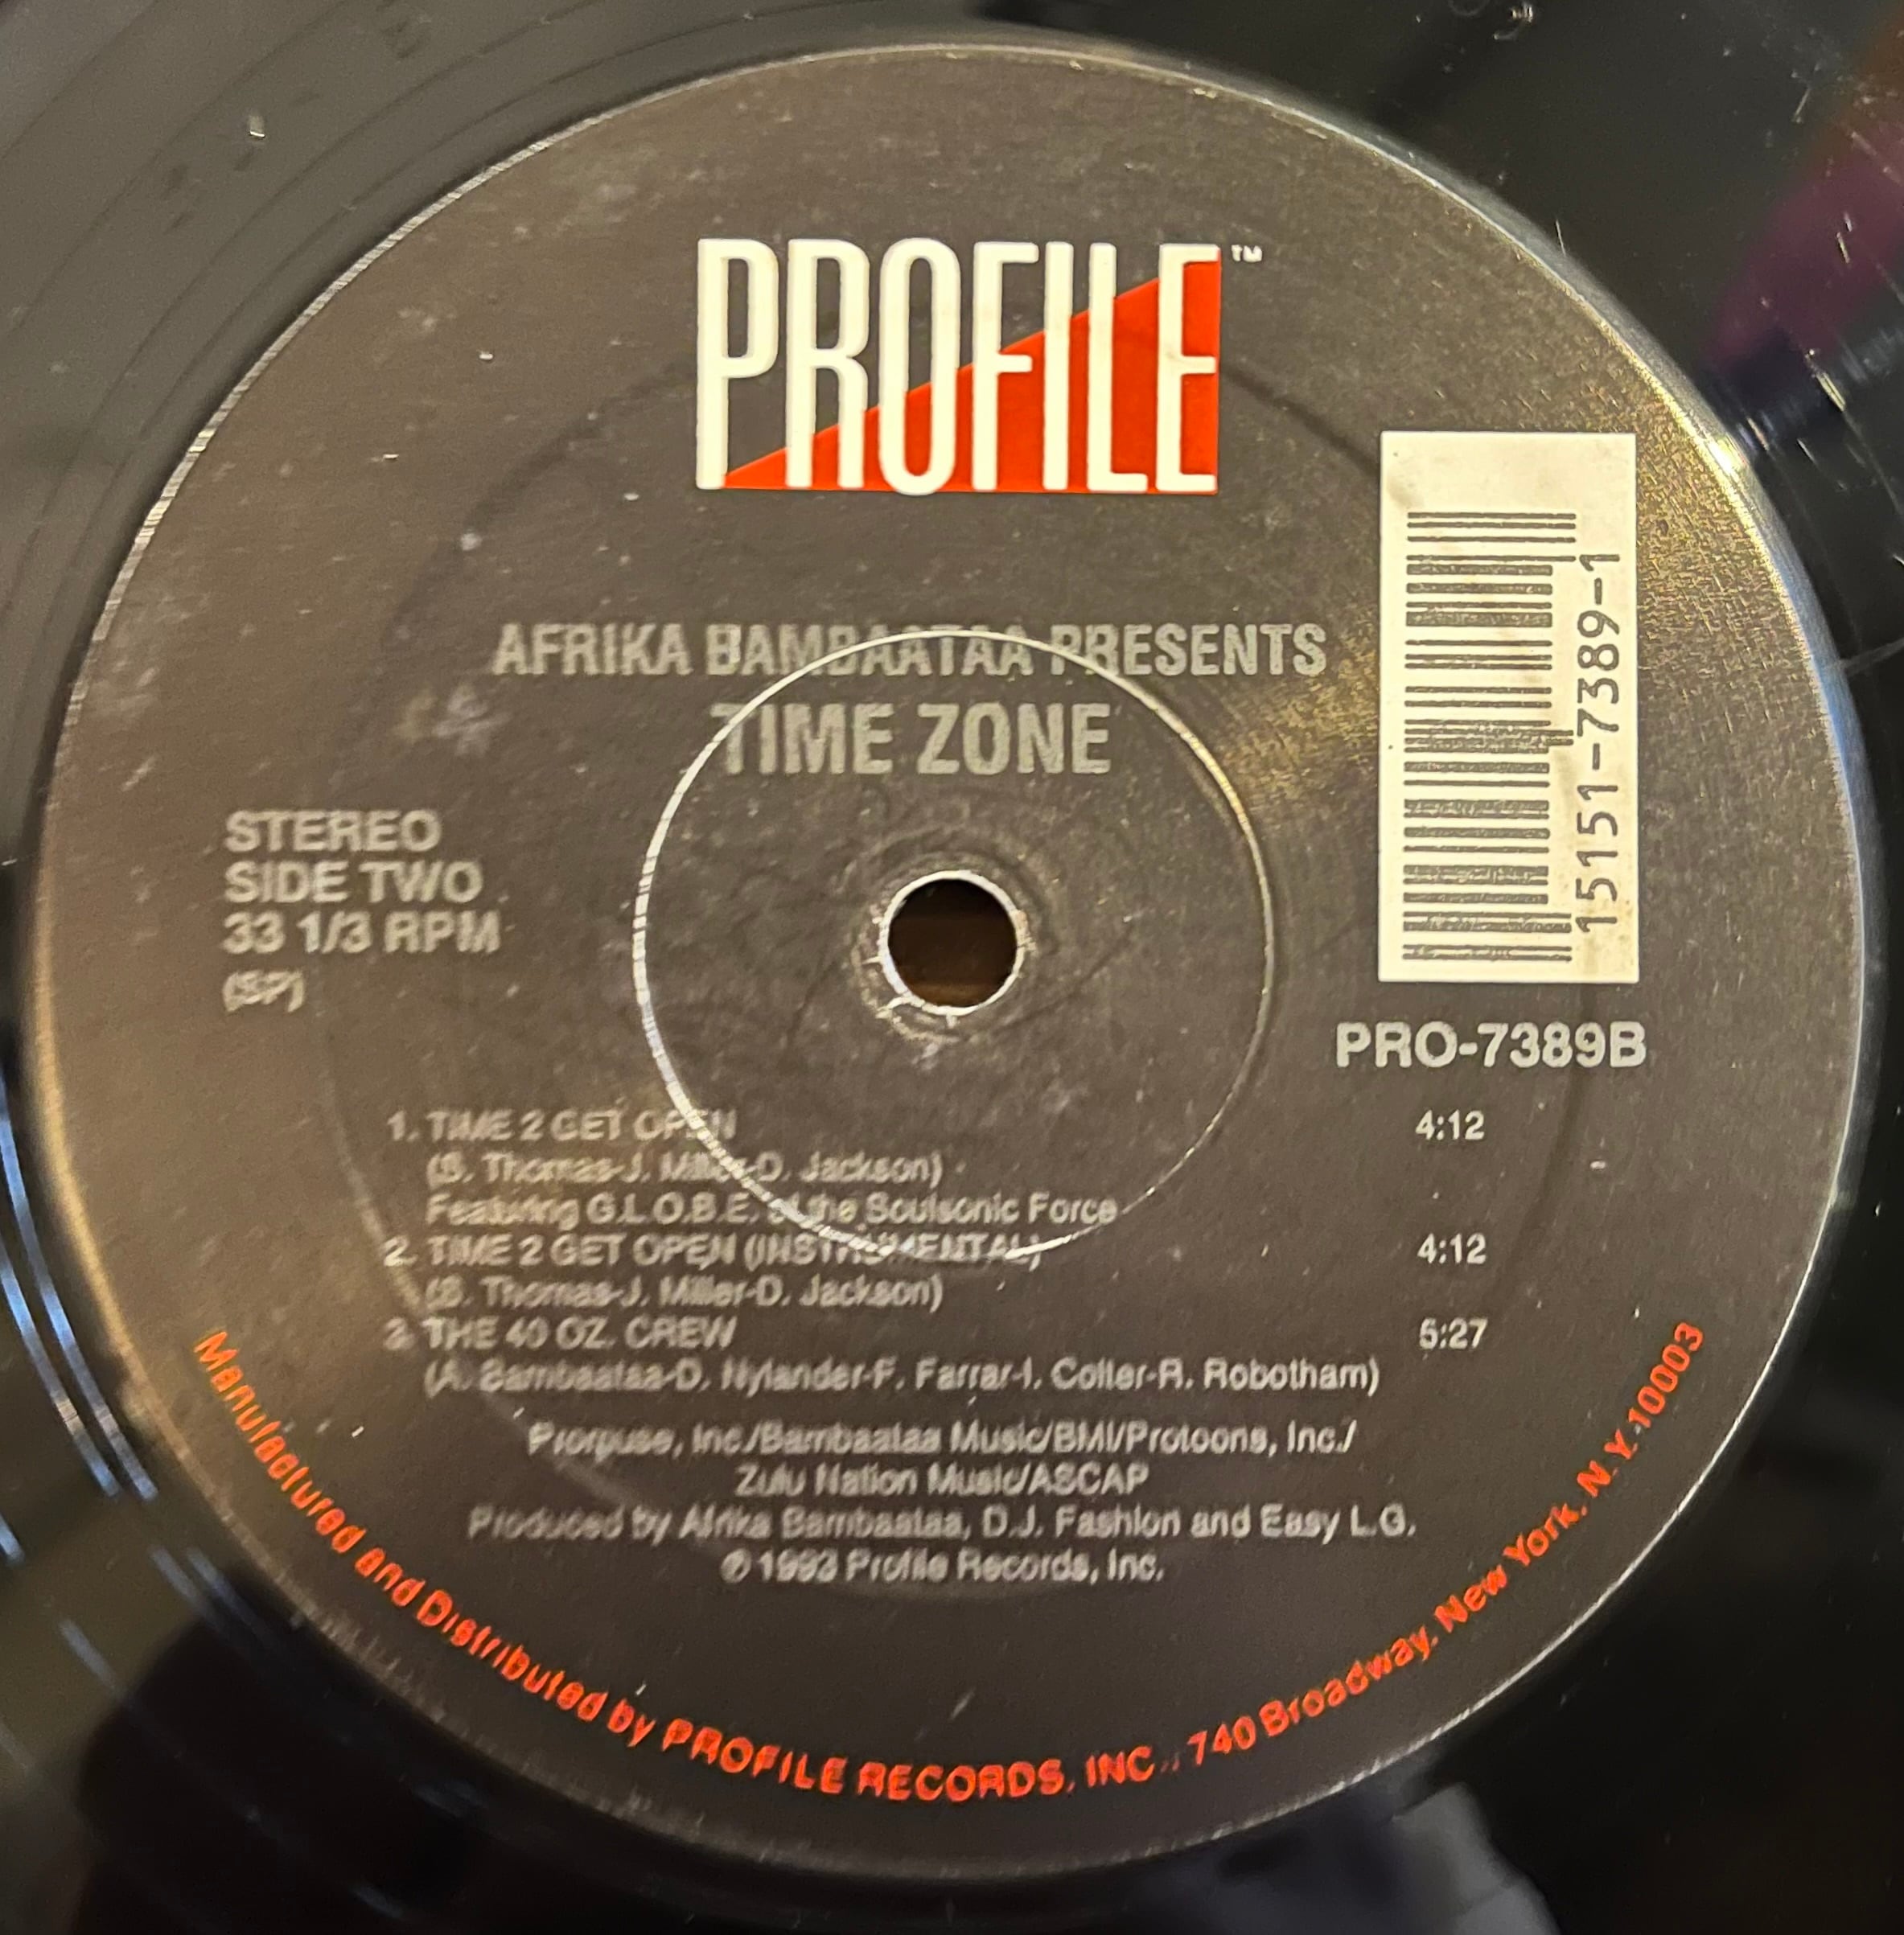 PROFILE™
AFRIKA BAMBAATAA PRESENTS
TIME ZONE
STEREO
SIDE TWO
33 1/3 RPM
(SP)
15151-7389-1
PRO-7389B
1. TIME 2 GET OPEN 4:12
(S. Thomas-J. Miller-D. Jackson)
Featuring G.L.O.B.E. of the Soulsonic Force
2. TIME 2 GET OPEN (INSTRUMENTAL) 4:12
(S. Thomas-J. Miller-D. Jackson)
3. THE 40 OZ. CREW 5:27
(A. Bambaataa-D. Nylander-F. Farrar-I. Colter-R. Robotham)
Inc./Bambaataa Music/BMI/Protoons, Inc./
Zulu Nation Music/ASCAP
Produced by Afrika Bambaataa, D.J. Fashion and Easy L.G.
℗ 1993 Profile Records, Inc.
Manufactured and Distributed by PROFILE RECORDS, INC., 740 Broadway, New York, N.Y. 10003